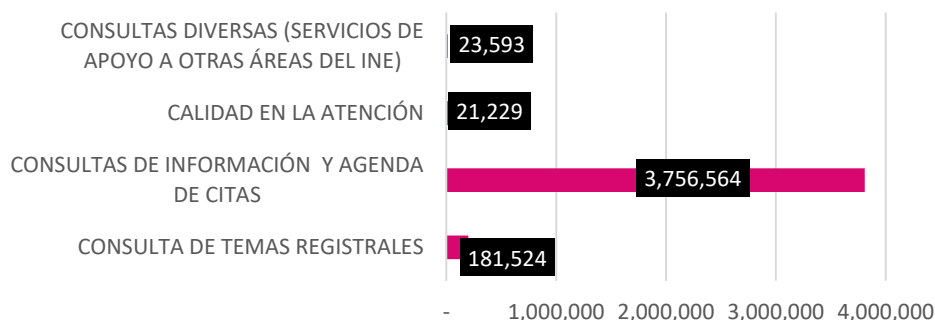 CONSULTAS DIVERSAS (SERVICIOS DE
APOYO A OTRAS ÁREAS DEL INE)
23,593
CALIDAD EN LA ATENCIÓN
21,229
CONSULTAS DE INFORMACIÓN Y AGENDA
DE CITAS
3,756,564
CONSULTA DE TEMAS REGISTRALES
181,524
- 1,000,000 2,000,000 3,000,000 4,000,000